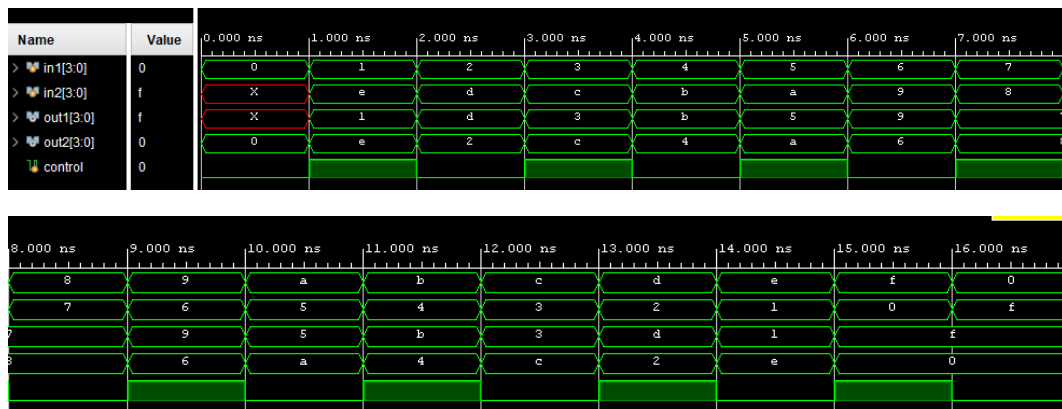 Name Value 0.000 ns 1.000 ns 2.000 ns 3.000 ns 4.000 ns 5.000 ns 6.000 ns 7.000 ns
in1[3:0] 0 0 1 2 3 4 5 6 7
in2[3:0] f X e d c b a 9 8
out1[3:0] f X 1 d 3 b 5 9
out2[3:0] 0 0 e 2 c 4 a 6 8
control 0
8.000 ns 9.000 ns 10.000 ns 11.000 ns 12.000 ns 13.000 ns 14.000 ns 15.000 ns 16.000 ns
8 9 a b c d e f 0
7 6 5 4 3 2 1 0 f
7 9 5 b 3 d 1 f
8 6 a 4 c 2 e 0